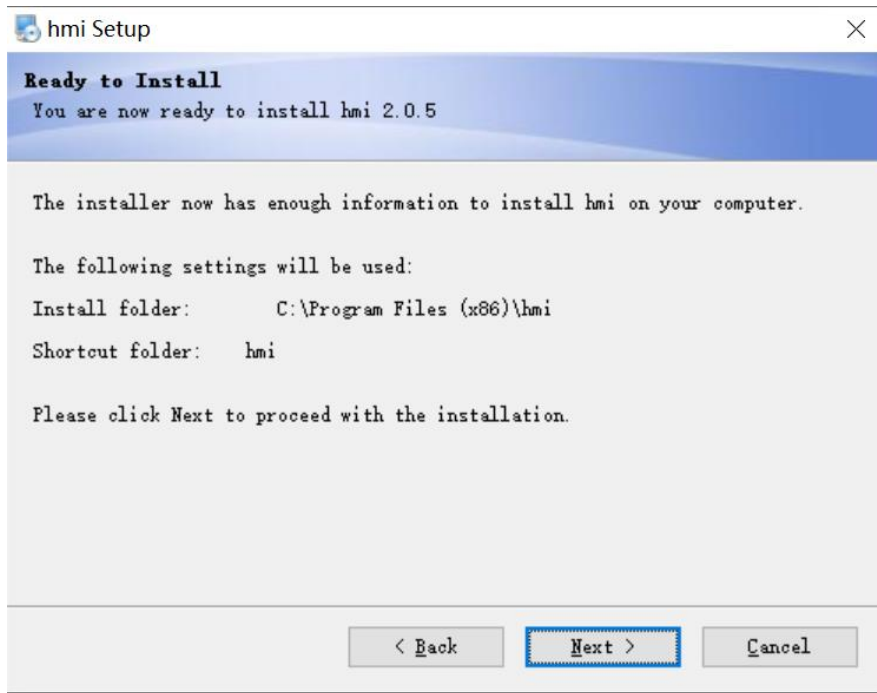 hmi Setup
Ready to Install
You are now ready to install hmi 2.0.5
The installer now has enough information to install hmi on your computer.
The following settings will be used:
Install folder: C:\Program Files (x86)\hmi
Shortcut folder: hmi
Please click Next to proceed with the installation.
< Back Next > Cancel